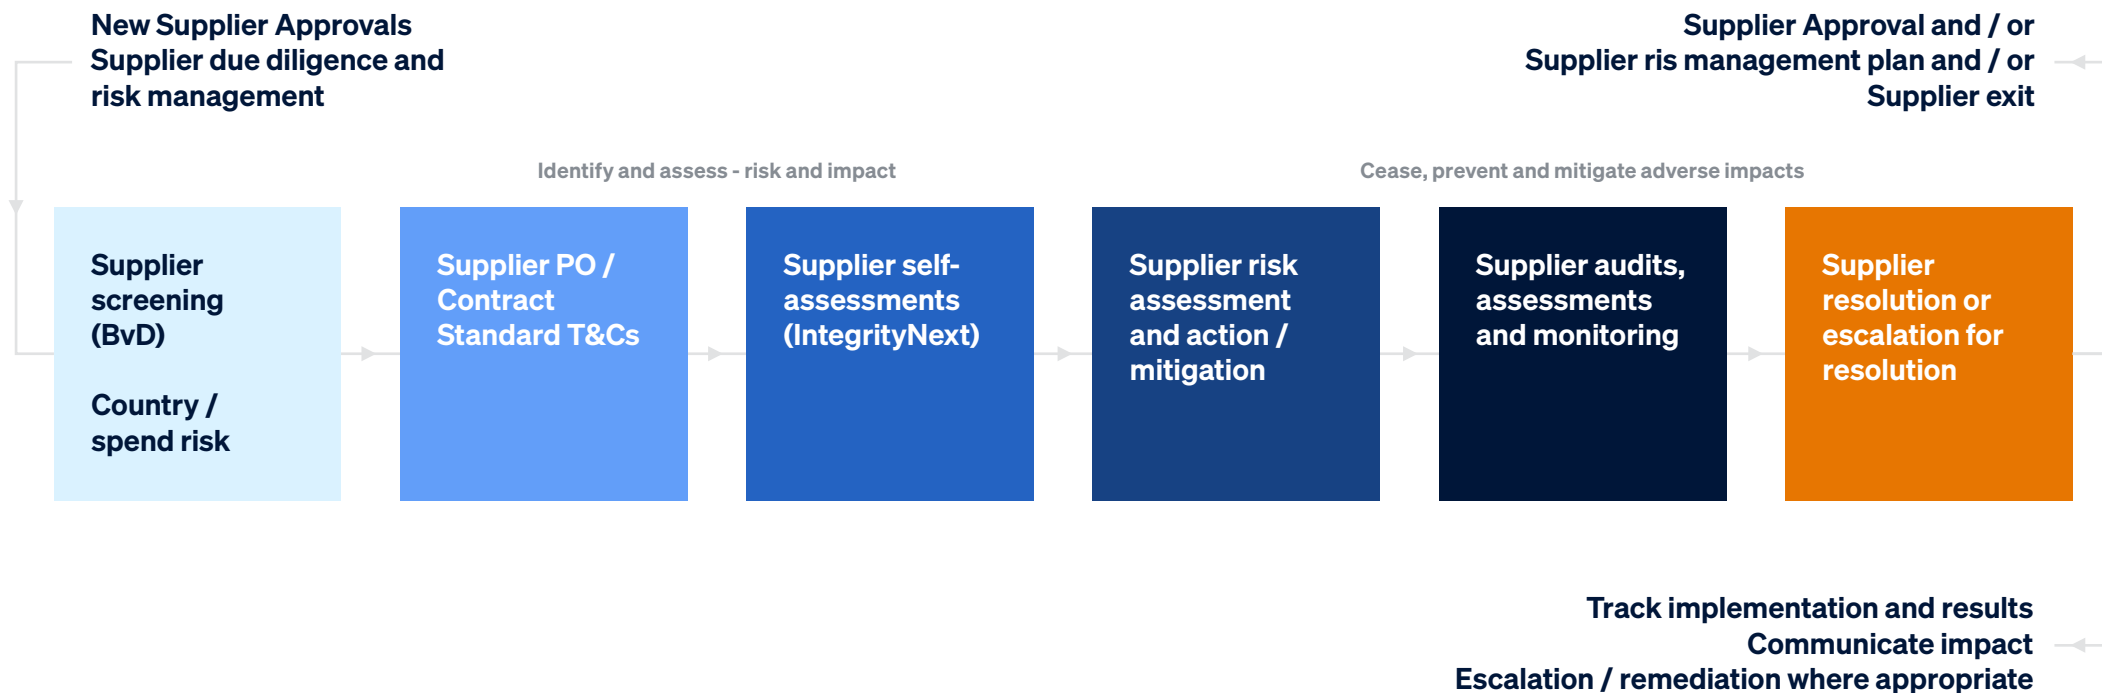 New Supplier Approvals
Supplier due diligence and
risk management
Supplier Approval and / or
Supplier ris management plan and / or
Supplier exit
Identify and assess - risk and impact
Cease, prevent and mitigate adverse impacts
Supplier
screening
(BvD)
Country /
spend risk
Supplier PO /
Contract
Standard T&Cs
Supplier self-
assessments
(IntegrityNext)
Supplier risk
assessment
and action /
mitigation
Supplier audits,
assessments
and monitoring
Supplier
resolution or
escalation for
resolution
Track implementation and results
Communicate impact
Escalation / remediation where appropriate